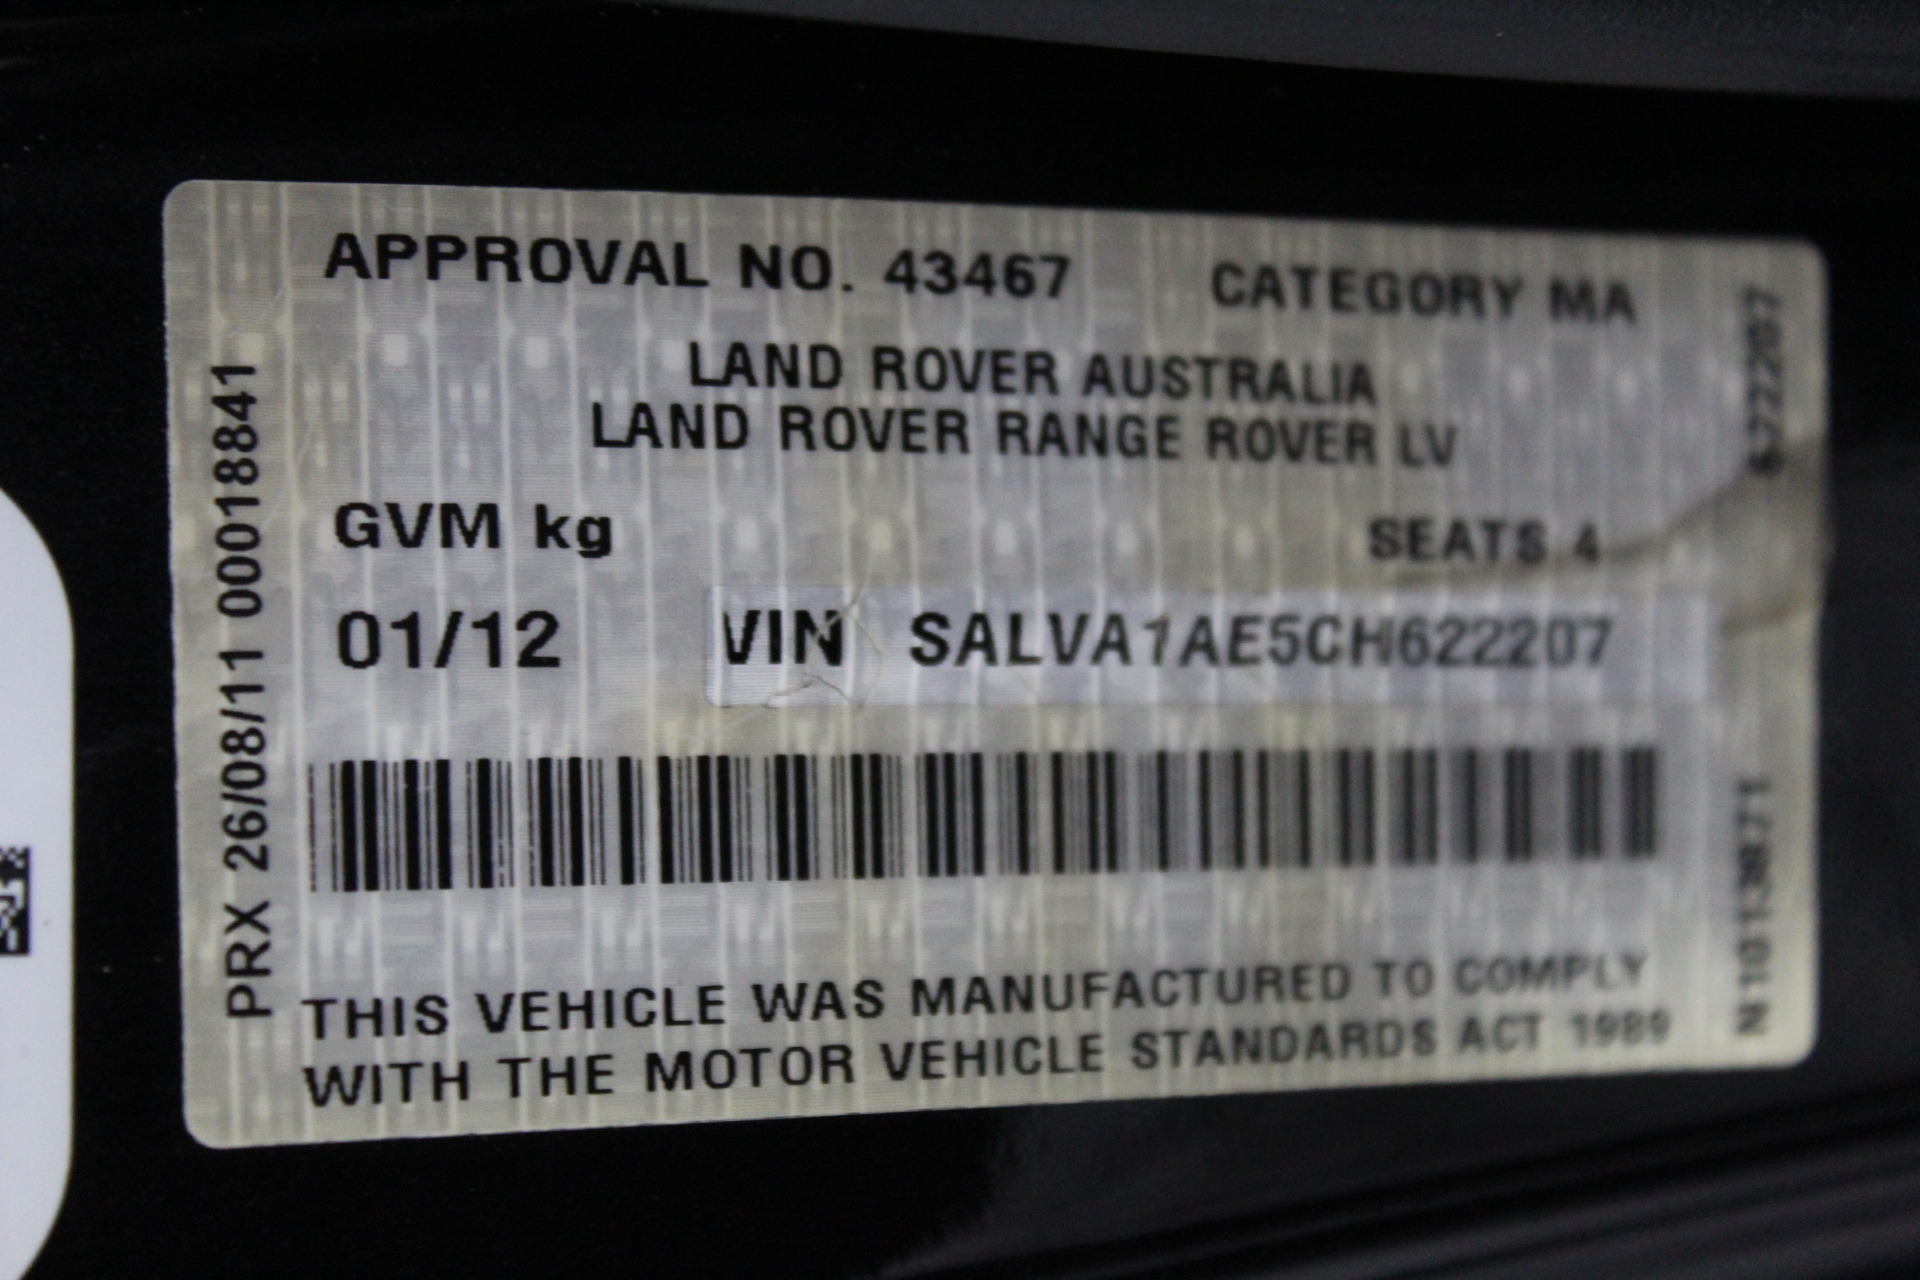 APPROVAL NO. 43467 CATEGORY MA
LAND ROVER AUSTRALIA
LAND ROVER RANGE ROVER LV
GVM kg SEATS 4
01/12 VIN SALVA1AE5CH622207
THIS VEHICLE WAS MANUFACTURED TO COMPLY
WITH THE MOTOR VEHICLE STANDARDS ACT 1989
PRX 26/08/11 00018841